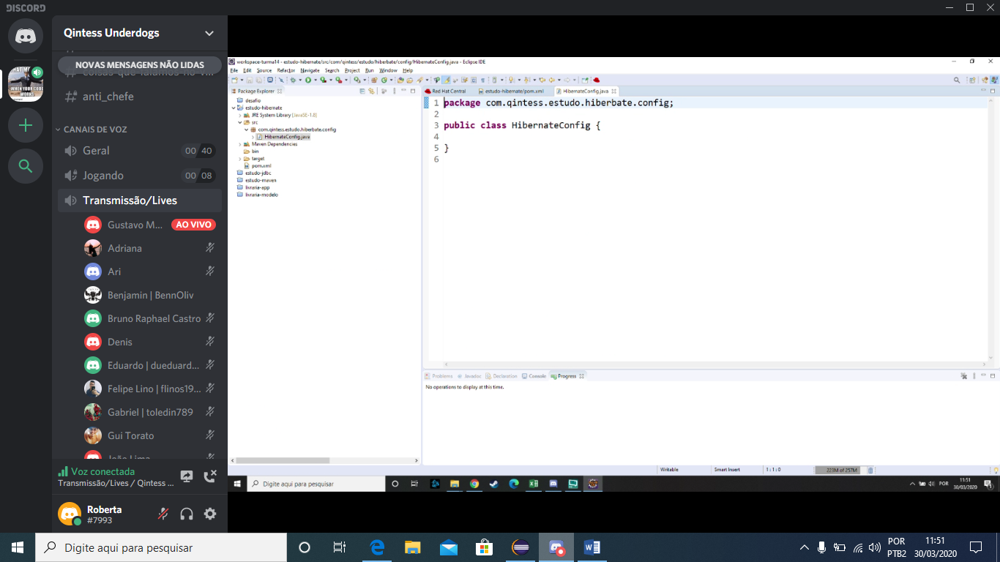 DISCORD
Qintess Underdogs
NOVAS MENSAGENS NÃO LIDAS
anti_chefe
CANAIS DE VOZ
Geral 00 40
Jogando 00 08
Transmissão/Lives
Gustavo M... AO VIVO
Adriana
Ari
Benjamin | BennOliv
Bruno Raphael Castro
Denis
Eduardo | dueduard...
Felipe Lino | flinos19...
Gabriel | toledin789
Gui Torato
João Lima
Voz conectada
Transmissão/Lives / Qintess ...
Roberta
#7993
workspace-turma14 - estudo-hibernate/src/com/qintess/estudo/hiberbate/config/HibernateConfig.java - Eclipse IDE
File Edit Source Refactor Navigate Search Project Run Window Help
Package Explorer
desafio
estudo-hibernate
JRE System Library [JavaSE-1.8]
src
com.qintess.estudo.hiberbate.config
HibernateConfig.java
Maven Dependencies
bin
target
pom.xml
estudo-jdbc
estudo-maven
livraria-app
livraria-modelo
Red Hat Central estudo-hibernate/pom.xml HibernateConfig.java
1 package com.qintess.estudo.hiberbate.config;
2
3 public class HibernateConfig {
4
5 }
6
Problems Javadoc Declaration Console Progress
No operations to display at this time.
Writable Smart Insert 1 : 1 : 0 223M of 257M
Digite aqui para pesquisar
POR
11:51
30/03/2020
Digite aqui para pesquisar
POR
PTB2
11:51
30/03/2020